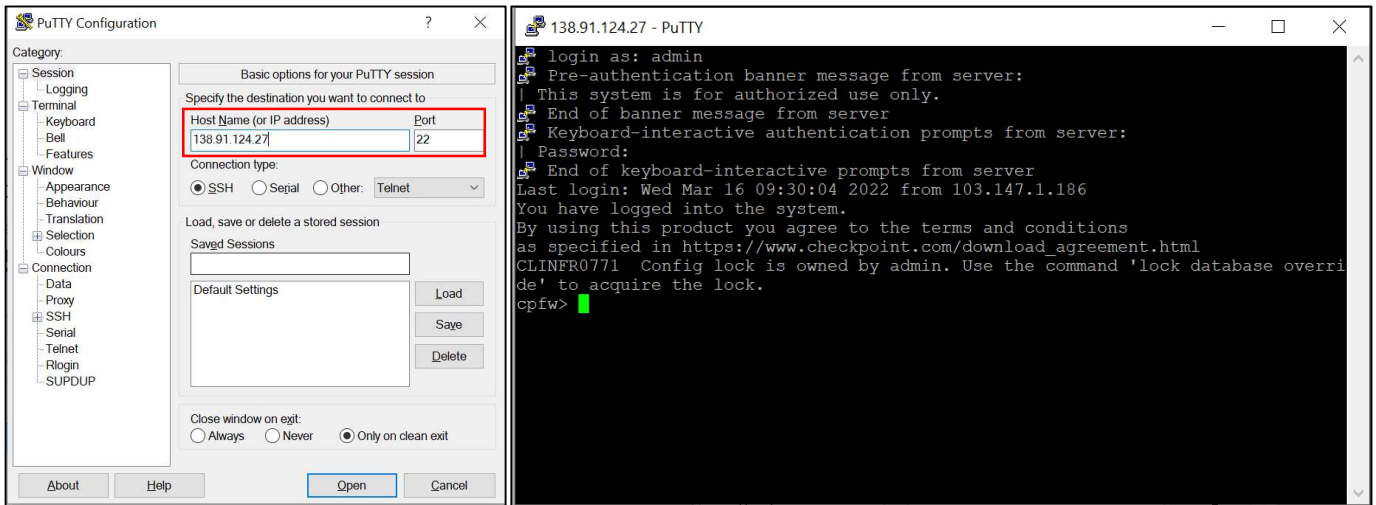 PuTTY Configuration
?
×
Category:
Session
Logging
Terminal
Keyboard
Bell
Features
Window
Appearance
Behaviour
Translation
Selection
Colours
Connection
Data
Proxy
SSH
Serial
Telnet
Rlogin
SUPDUP
Basic options for your PuTTY session
Specify the destination you want to connect to
Host Name (or IP address)
Port
138.91.124.27
22
Connection type:
SSH
Serial
Other:
Telnet
Load, save or delete a stored session
Saved Sessions
Default Settings
Load
Save
Delete
Close window on exit:
Always
Never
Only on clean exit
About
Help
Open
Cancel
138.91.124.27 - PuTTY
login as: admin
Pre-authentication banner message from server:
| This system is for authorized use only.
End of banner message from server
Keyboard-interactive authentication prompts from server:
| Password:
End of keyboard-interactive prompts from server
Last login: Wed Mar 16 09:30:04 2022 from 103.147.1.186
You have logged into the system.
By using this product you agree to the terms and conditions
as specified in https://www.checkpoint.com/download_agreement.html
CLINFR0771  Config lock is owned by admin. Use the command 'lock database overri
de' to acquire the lock.
cpfw>